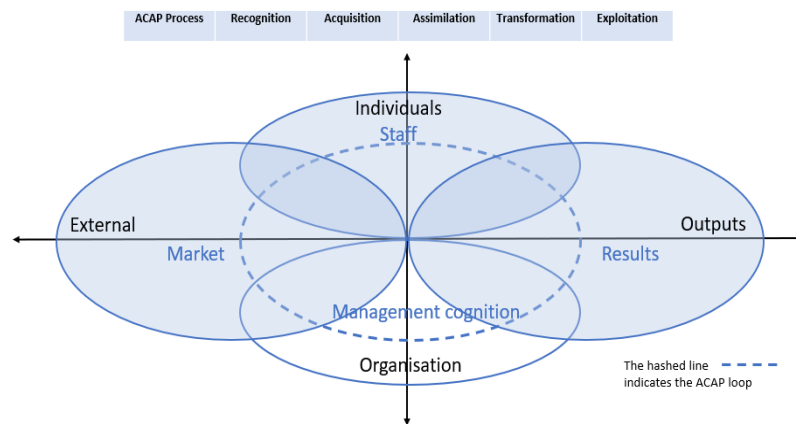 ACAP Process Recognition Acquisition Assimilation Transformation Exploitation
Individuals
Staff
External
Outputs
Market
Results
Management cognition
Organisation
The hashed line
indicates the ACAP loop